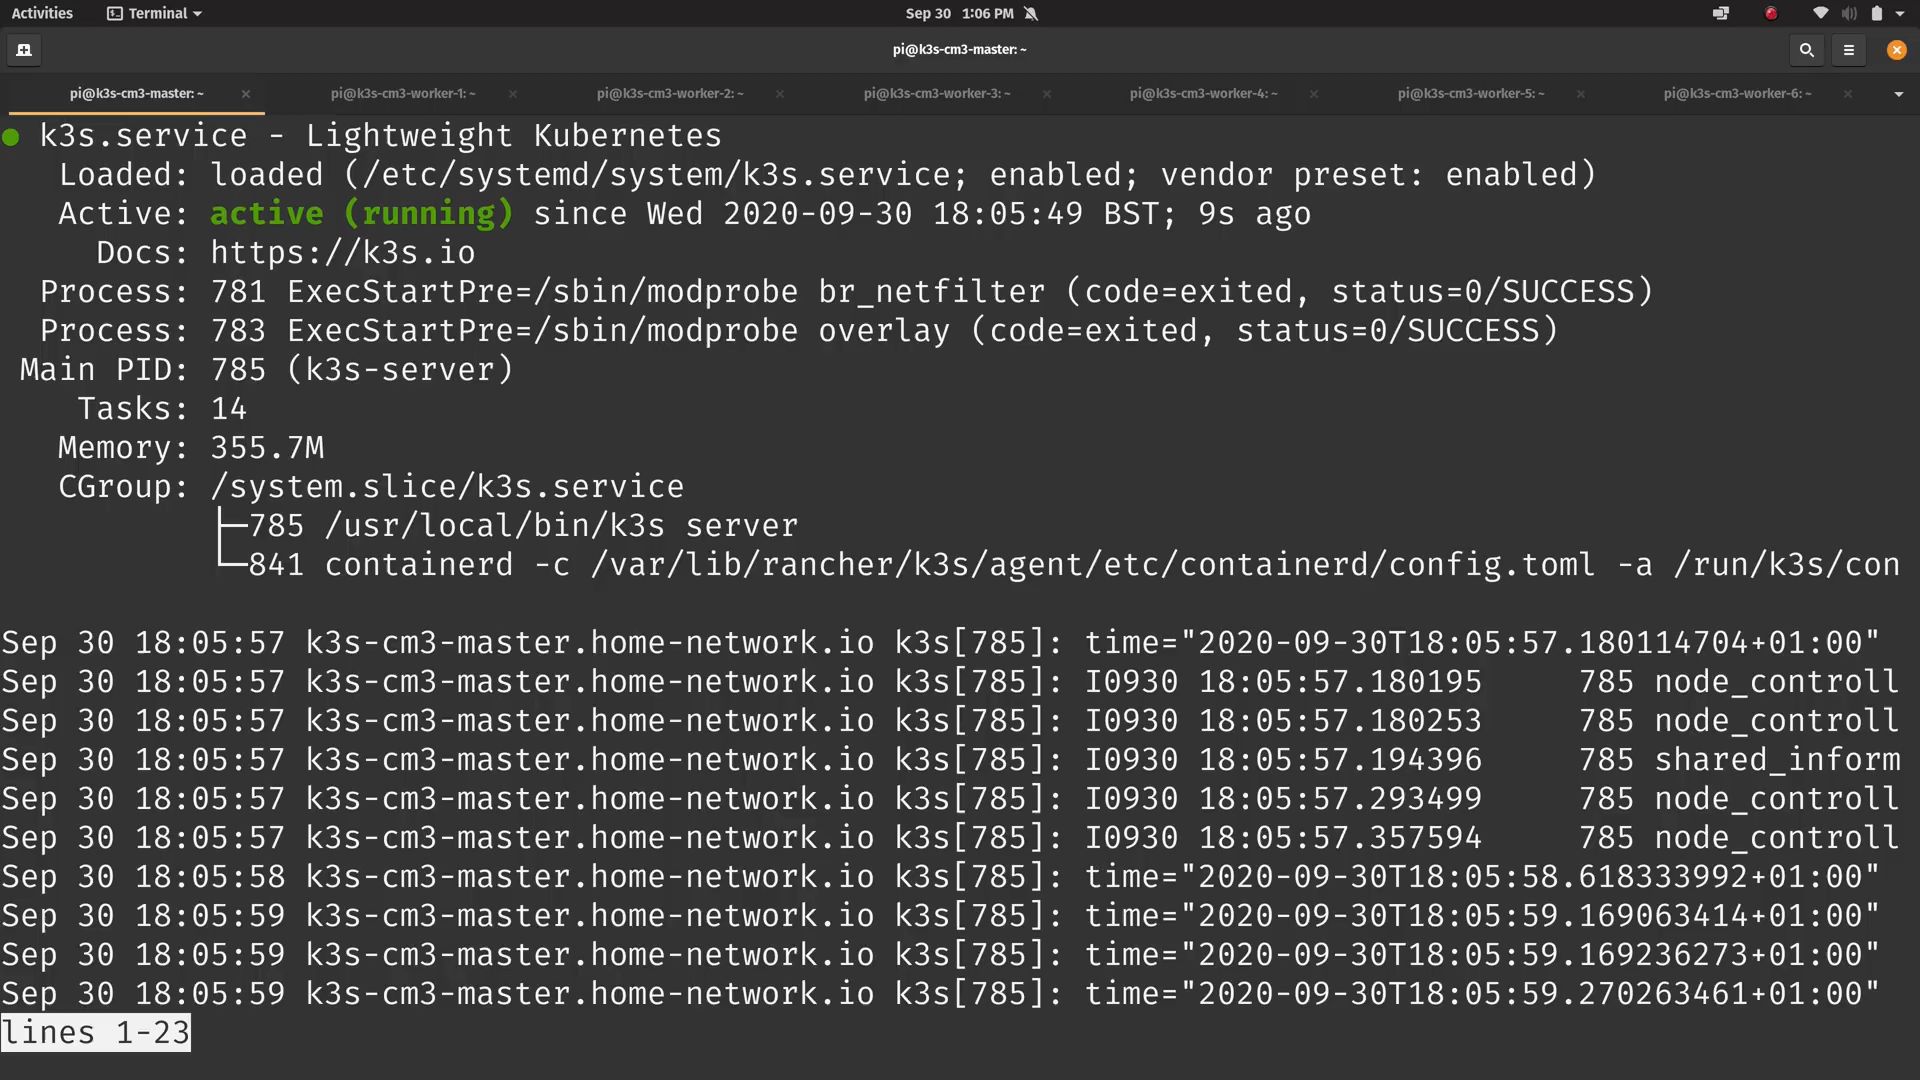 Activities Terminal Sep 30 1:06 PM
pi@k3s-cm3-master: ~
pi@k3s-cm3-master: ~ pi@k3s-cm3-worker-1: ~ pi@k3s-cm3-worker-2: ~ pi@k3s-cm3-worker-3: ~ pi@k3s-cm3-worker-4: ~ pi@k3s-cm3-worker-5: ~ pi@k3s-cm3-worker-6: ~
● k3s.service - Lightweight Kubernetes
Loaded: loaded (/etc/systemd/system/k3s.service; enabled; vendor preset: enabled)
Active: active (running) since Wed 2020-09-30 18:05:49 BST; 9s ago
Docs: https://k3s.io
Process: 781 ExecStartPre=/sbin/modprobe br_netfilter (code=exited, status=0/SUCCESS)
Process: 783 ExecStartPre=/sbin/modprobe overlay (code=exited, status=0/SUCCESS)
Main PID: 785 (k3s-server)
Tasks: 14
Memory: 355.7M
CGroup: /system.slice/k3s.service
├─785 /usr/local/bin/k3s server
└─841 containerd -c /var/lib/rancher/k3s/agent/etc/containerd/config.toml -a /run/k3s/con
Sep 30 18:05:57 k3s-cm3-master.home-network.io k3s[785]: time="2020-09-30T18:05:57.180114704+01:00"
Sep 30 18:05:57 k3s-cm3-master.home-network.io k3s[785]: I0930 18:05:57.180195 785 node_controll
Sep 30 18:05:57 k3s-cm3-master.home-network.io k3s[785]: I0930 18:05:57.180253 785 node_controll
Sep 30 18:05:57 k3s-cm3-master.home-network.io k3s[785]: I0930 18:05:57.194396 785 shared_inform
Sep 30 18:05:57 k3s-cm3-master.home-network.io k3s[785]: I0930 18:05:57.293499 785 node_controll
Sep 30 18:05:57 k3s-cm3-master.home-network.io k3s[785]: I0930 18:05:57.357594 785 node_controll
Sep 30 18:05:58 k3s-cm3-master.home-network.io k3s[785]: time="2020-09-30T18:05:58.618333992+01:00"
Sep 30 18:05:59 k3s-cm3-master.home-network.io k3s[785]: time="2020-09-30T18:05:59.169063414+01:00"
Sep 30 18:05:59 k3s-cm3-master.home-network.io k3s[785]: time="2020-09-30T18:05:59.169236273+01:00"
Sep 30 18:05:59 k3s-cm3-master.home-network.io k3s[785]: time="2020-09-30T18:05:59.270263461+01:00"
lines 1-23